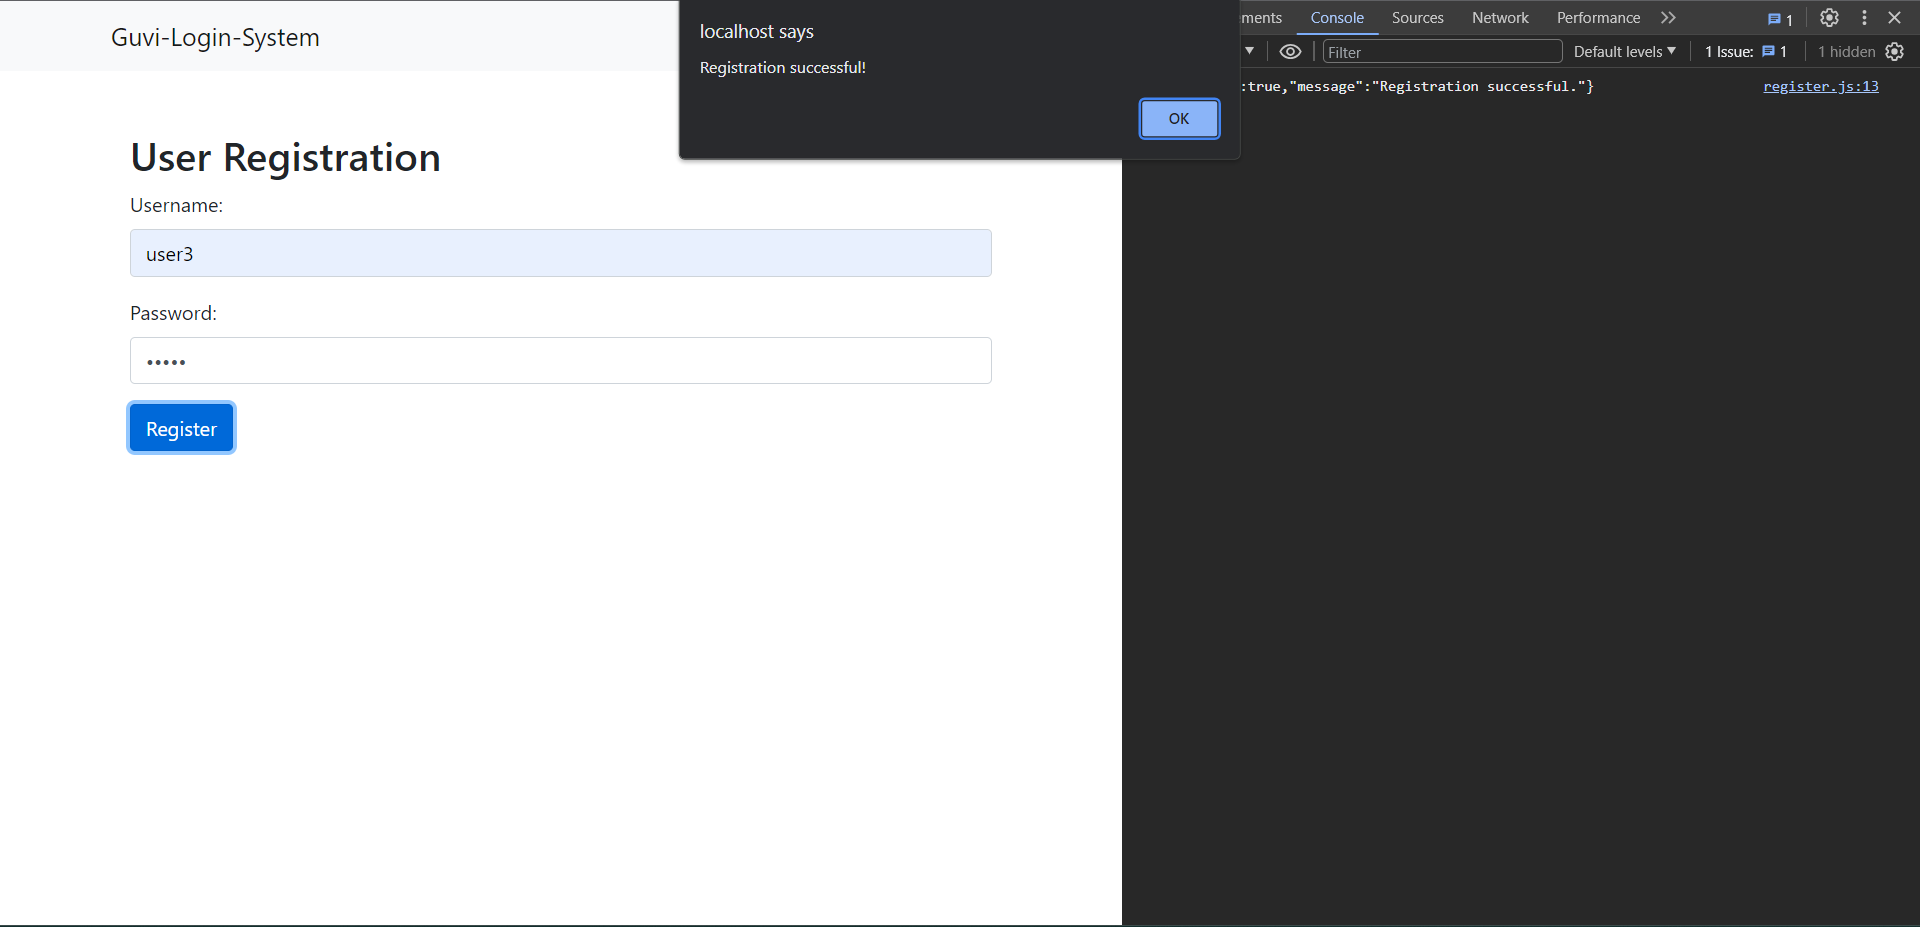 Guvi-Login-System
localhost says
Registration successful!
OK
User Registration
Username:
user3
Password:
•••••
Register
ments Console Sources Network Performance 1
Filter Default levels 1 Issue: 1 1 hidden
:true,"message":"Registration successful."} register.js:13